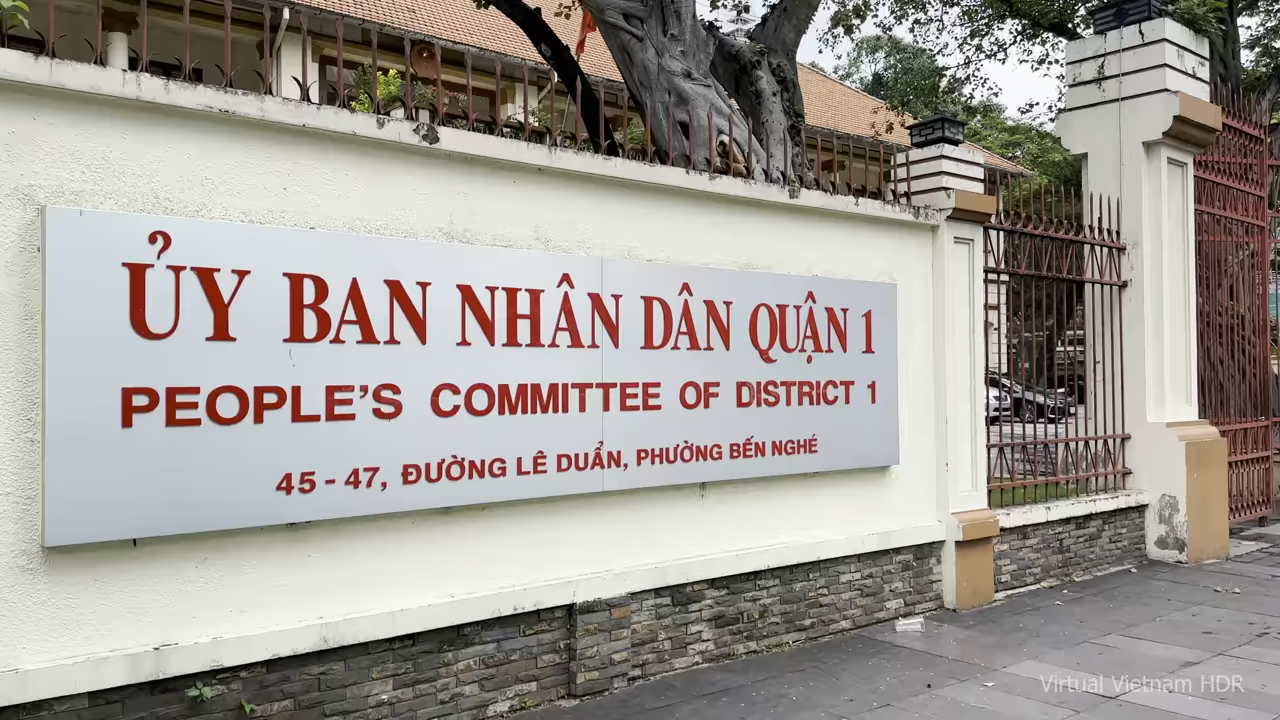 ỦY BAN NHÂN DÂN QUẬN 1
PEOPLE'S COMMITTEE OF DISTRICT 1
45 - 47, ĐƯỜNG LÊ DUẨN, PHƯỜNG BẾN NGHÉ
Virtual Vietnam HDR